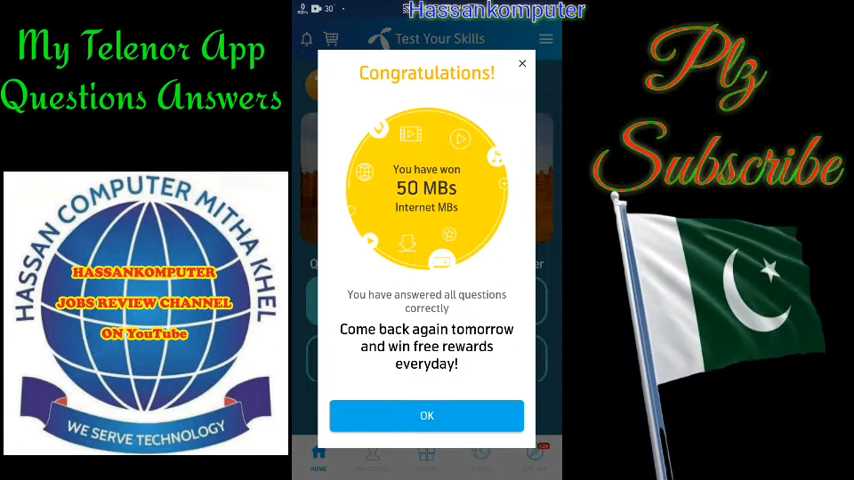 My Telenor App
Questions Answers
HASSAN COMPUTER MITHA KHEL
HASSANKOMPUTER
JOBS REVIEW CHANNEL
ON YouTube
WE SERVE TECHNOLOGY
30
Hassankomputer
Test Your Skills
Congratulations!
You have won
50 MBs
Internet MBs
You have answered all questions
correctly
Come back again tomorrow
and win free rewards
everyday!
OK
HOME
Plz
Subscribe